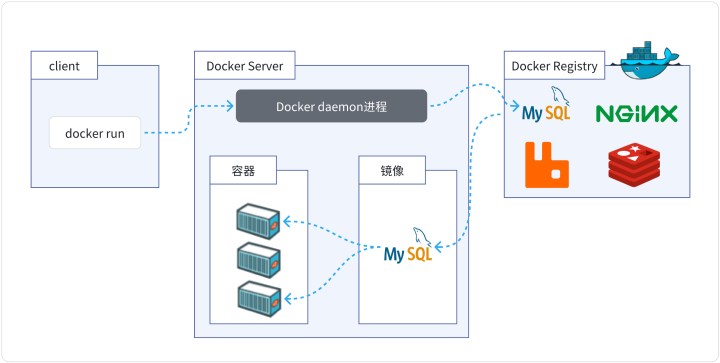 client
docker run
Docker Server
Docker daemon进程
容器
镜像
MySQL
Docker Registry
MySQL
NGINX